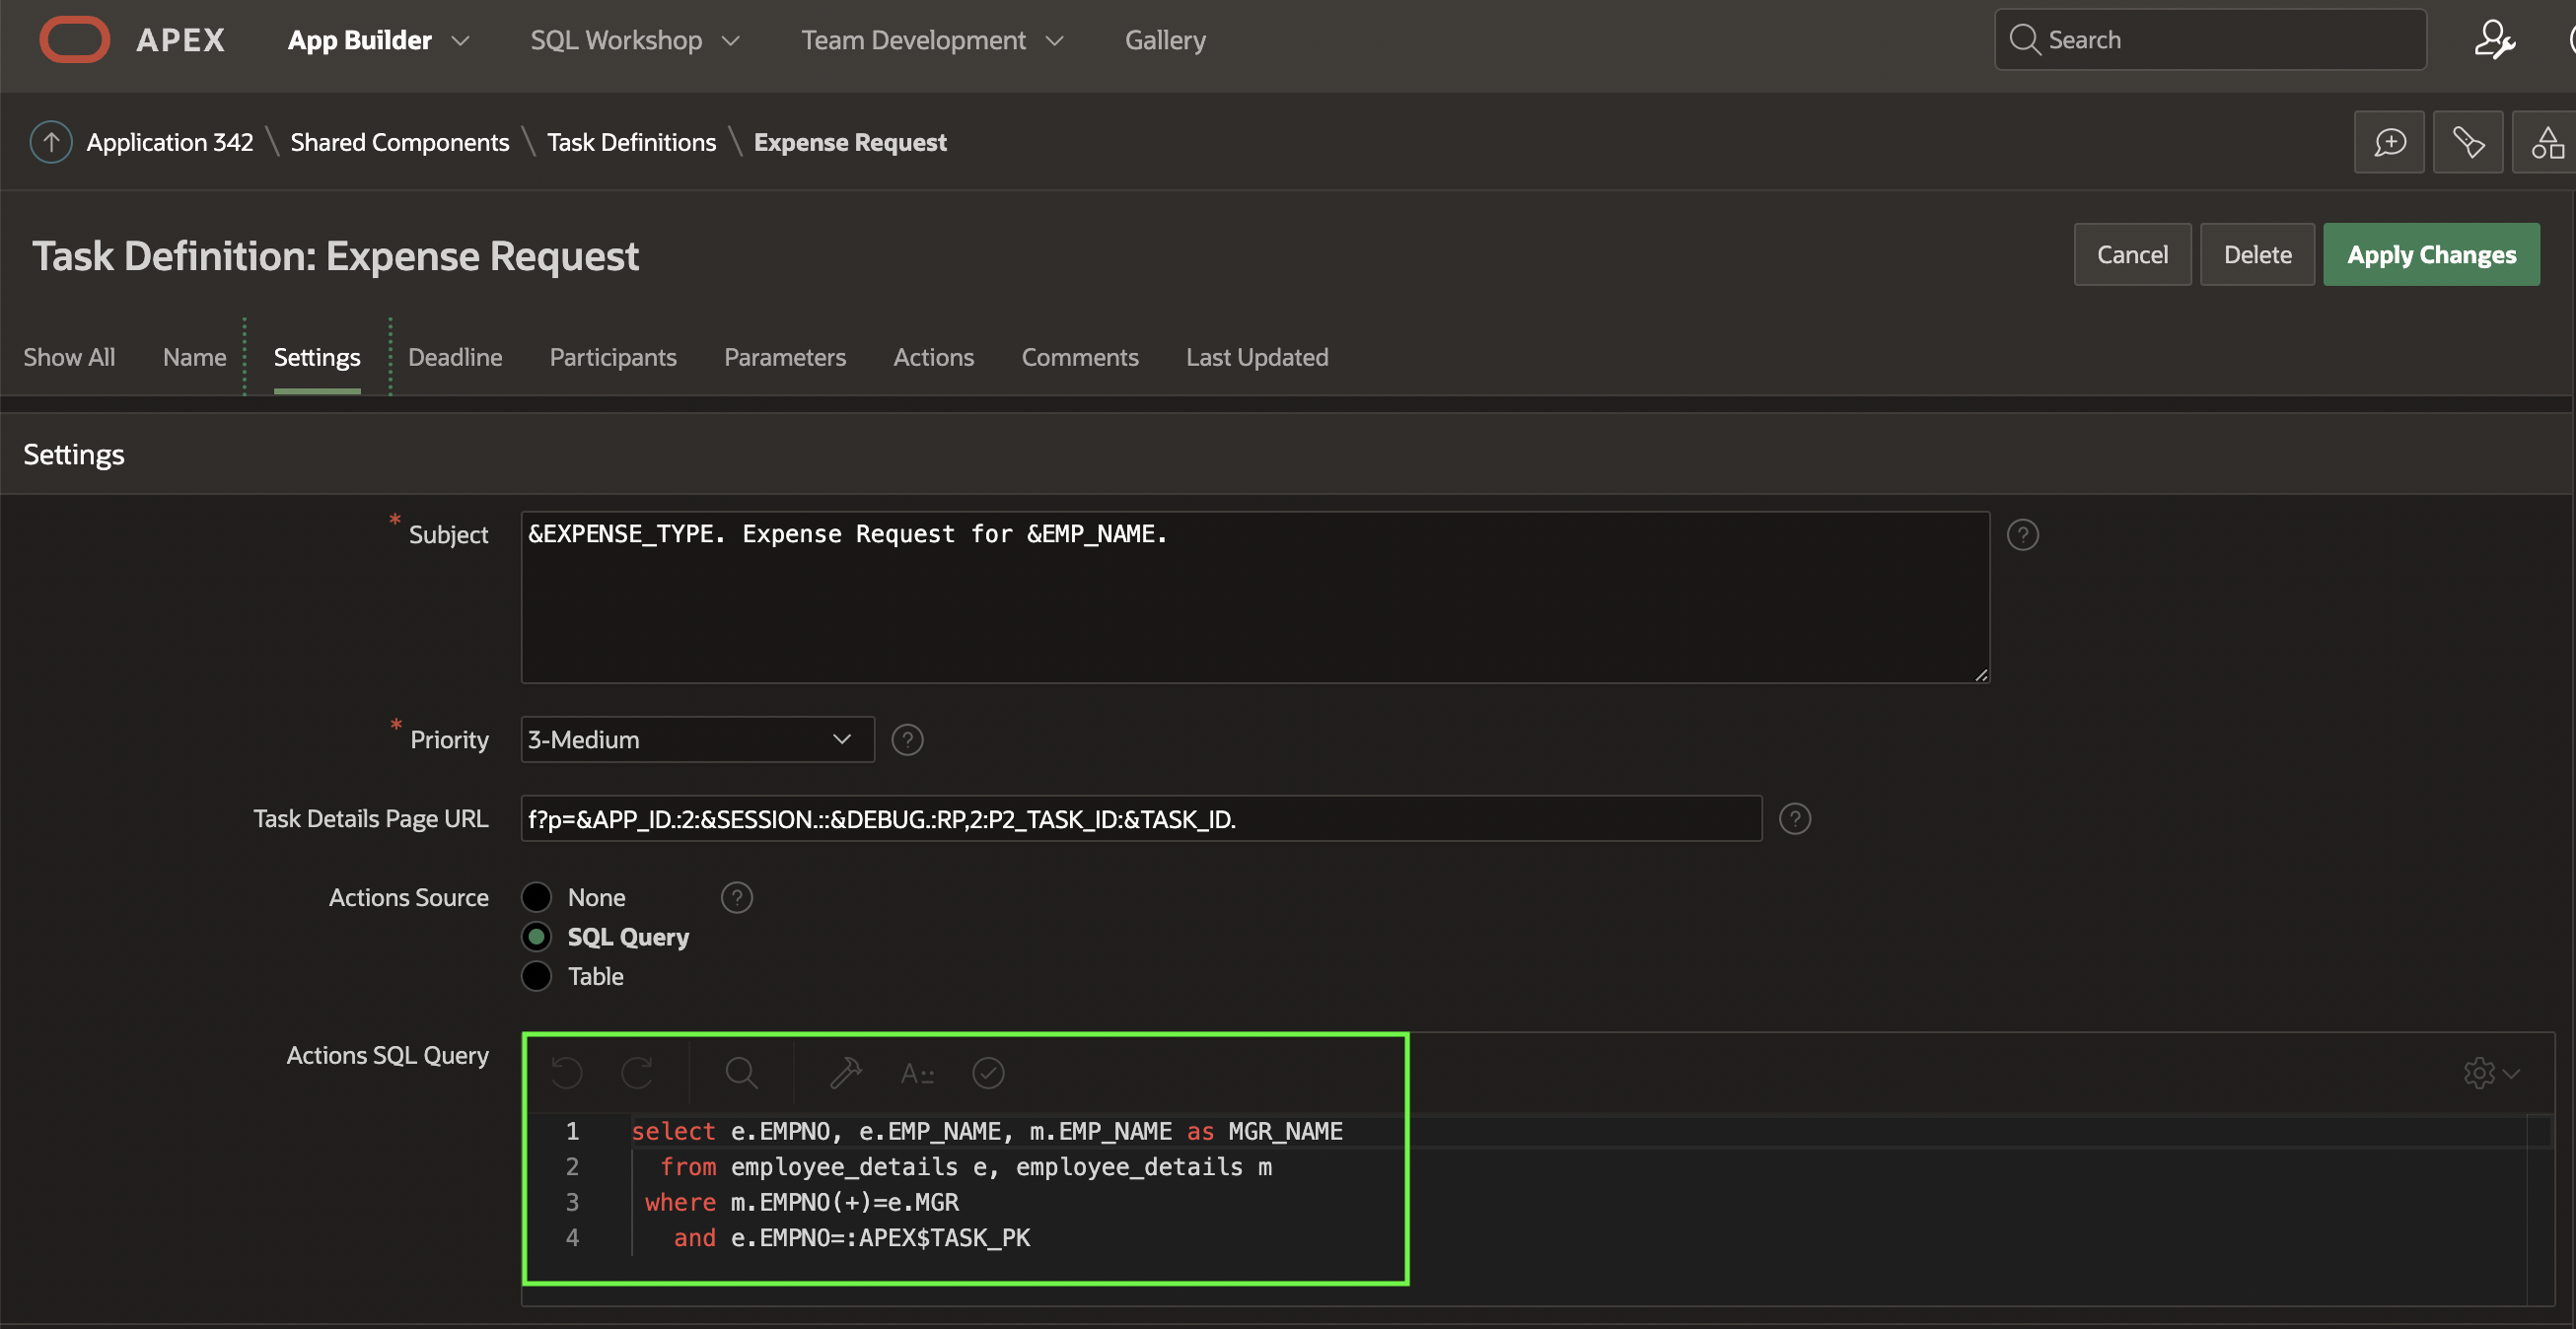 APEX App Builder SQL Workshop Team Development Gallery Search
Application 342 \ Shared Components \ Task Definitions \ Expense Request
Task Definition: Expense Request Cancel Delete Apply Changes
Show All Name Settings Deadline Participants Parameters Actions Comments Last Updated
Settings
* Subject &EXPENSE_TYPE. Expense Request for &EMP_NAME. ?
* Priority 3-Medium ?
Task Details Page URL f?p=&APP_ID.:2:&SESSION.::&DEBUG.:RP,2:P2_TASK_ID:&TASK_ID. ?
Actions Source None ?
SQL Query
Table
Actions SQL Query A::
1 select e.EMPNO, e.EMP_NAME, m.EMP_NAME as MGR_NAME
2 from employee_details e, employee_details m
3 where m.EMPNO(+)=e.MGR
4 and e.EMPNO=:APEX$TASK_PK